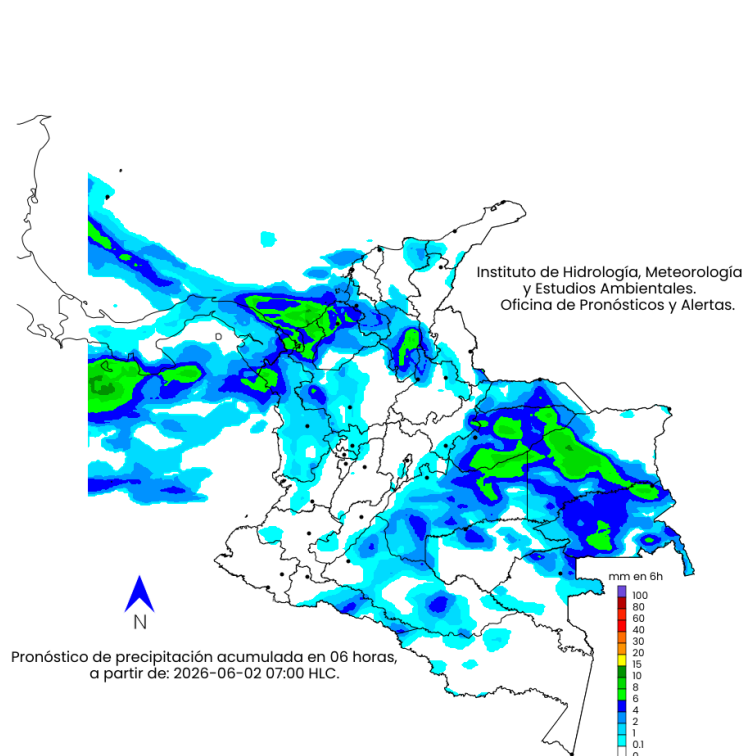 Instituto de Hidrología, Meteorología
y Estudios Ambientales.
Oficina de Pronósticos y Alertas.
mm en 6h
100
80
60
40
30
20
15
10
8
6
4
2
1
0.1
0
N
Pronóstico de precipitación acumulada en 06 horas,
a partir de: 2026-06-02 07:00 HLC.